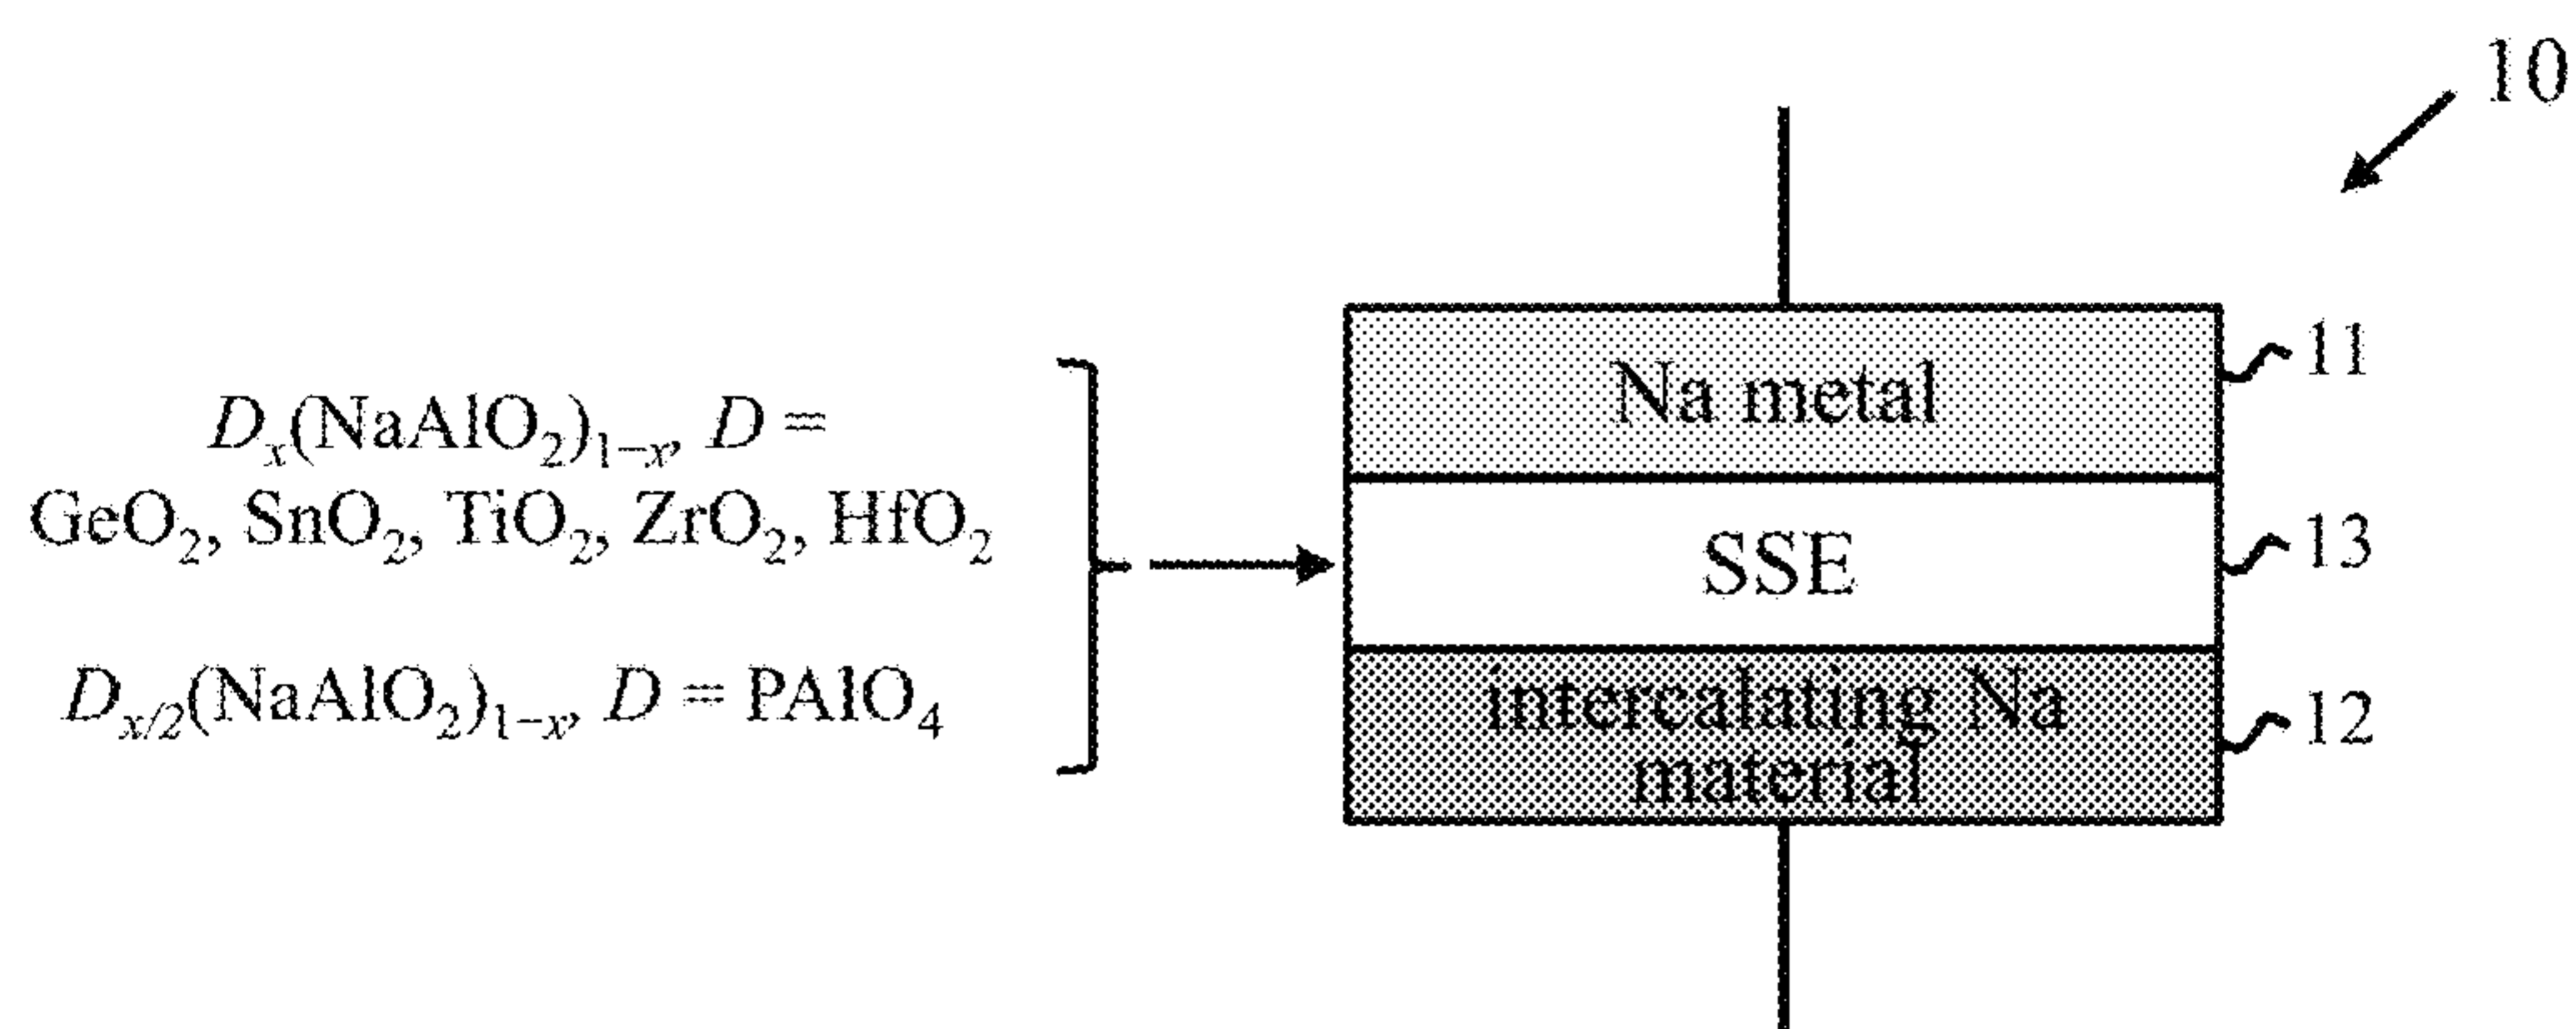 10
Dₓ(NaAlO₂)₁₋ₓ, D =
GeO₂, SnO₂, TiO₂, ZrO₂, HfO₂
Dₓ/₂(NaAlO₂)₁₋ₓ, D = PAlO₄
Na metal
11
SSE
13
intercalating Na
material
12